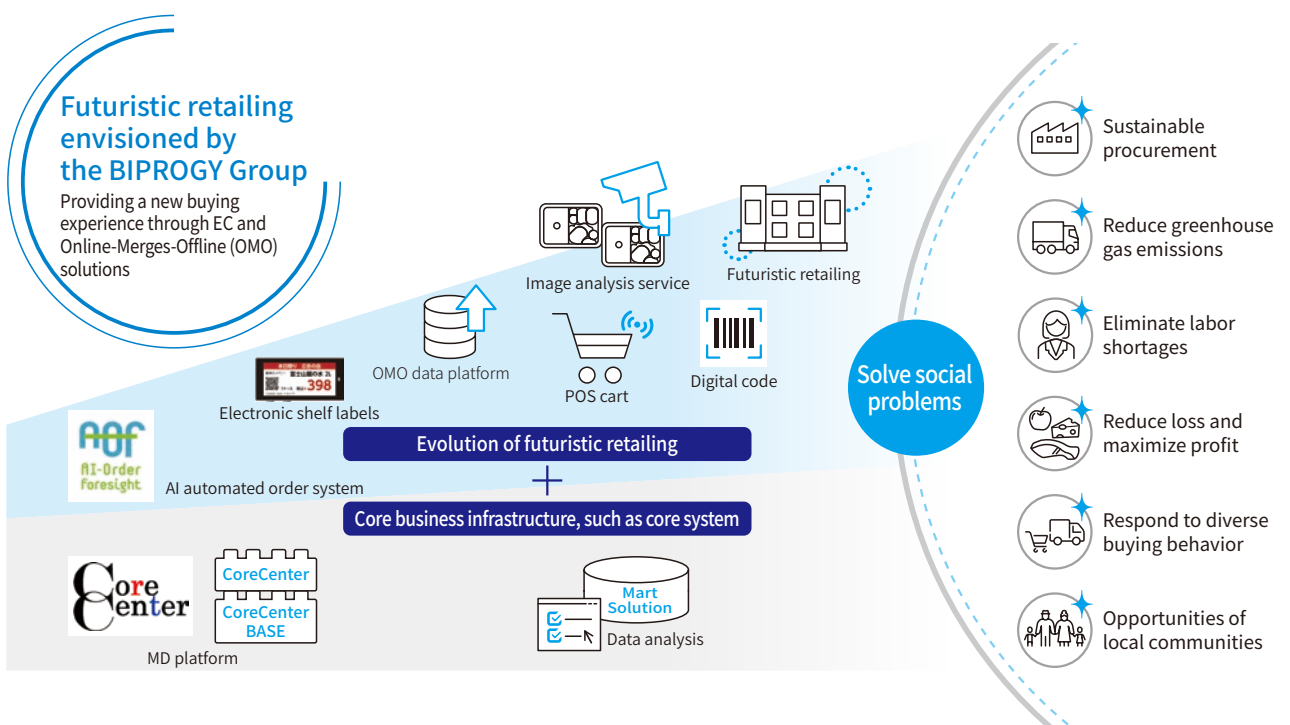 Futuristic retailing
envisioned by
the BIPROGY Group
Providing a new buying
experience through EC and
Online-Merges-Offline (OMO)
solutions
Image analysis service
Futuristic retailing
OMO data platform
POS cart
Digital code
398
Electronic shelf labels
AOF
AI-Order
foresight
AI automated order system
Evolution of futuristic retailing
+
Core business infrastructure, such as core system
Core
Center
CoreCenter
CoreCenter
BASE
MD platform
Mart
Solution
Data analysis
Solve social
problems
Sustainable
procurement
Reduce greenhouse
gas emissions
Eliminate labor
shortages
Reduce loss and
maximize profit
Respond to diverse
buying behavior
Opportunities of
local communities